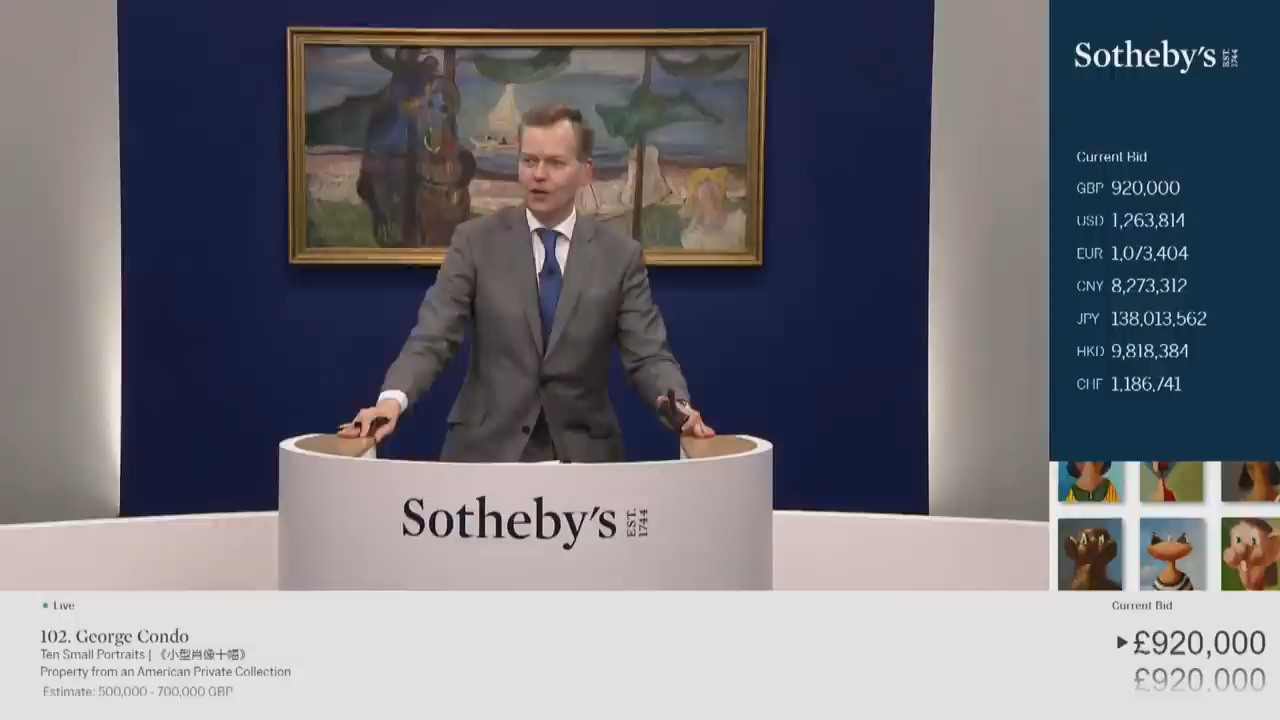 Sotheby's EST. 1744
Current Bid
GBP 920,000
USD 1,263,814
EUR 1,073,404
CNY 8,273,312
JPY 138,013,562
HKD 9,818,384
CHF 1,186,741
Sotheby's EST. 1744
Live
102. George Condo
Ten Small Portraits | 《小型肖像十幅》
Property from an American Private Collection
Estimate: 500,000 - 700,000 GBP
Current Bid
£920,000
£920,000